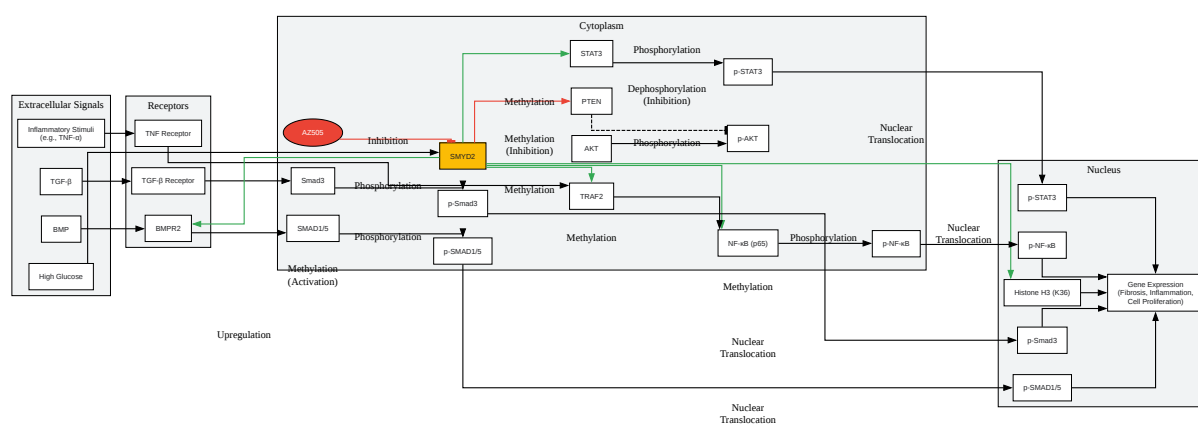 Cytoplasm
STAT3
Phosphorylation
p-STAT3
Extracellular Signals
Receptors
Methylation
PTEN
Dephosphorylation
(Inhibition)
Inflammatory Stimuli
(e.g., TNF-α)
TNF Receptor
AZ505
Inhibition
Methylation
(Inhibition)
AKT
Phosphorylation
p-AKT
Nuclear
Translocation
SMYD2
Nucleus
TGF-β
TGF-β Receptor
Smad3
Phosphorylation
p-Smad3
Methylation
TRAF2
p-STAT3
BMP
BMPR2
SMAD1/5
Phosphorylation
p-SMAD1/5
Methylation
NF-κB (p65)
Phosphorylation
p-NF-κB
Nuclear
Translocation
p-NF-κB
High Glucose
Methylation
(Activation)
Methylation
Histone H3 (K36)
Gene Expression
(Fibrosis, Inflammation,
Cell Proliferation)
Upregulation
Nuclear
Translocation
p-Smad3
p-SMAD1/5
Nuclear
Translocation